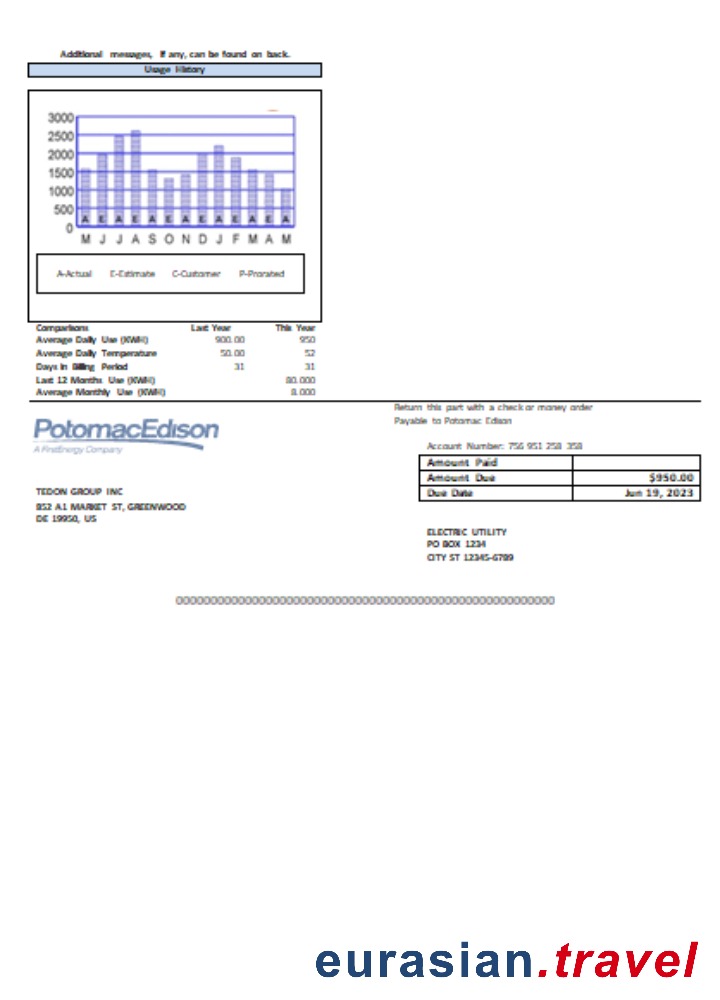 Additional messages, if any, can be found on back.
Usage History
3000
2500
2000
1500
1000
500
0
A E A E A E A E A E A E A
M J J A S O N D J F M A M
A-Actual E-Estimate C-Customer P-Prorated
Comparisons Last Year This Year
Average Daily Use (KWH) 900.00 950
Average Daily Temperature 50.00 52
Days in Billing Period 31 31
Last 12 Months Use (KWH) 80.000
Average Monthly Use (KWH) 8.000
Return this part with a check or money order
Payable to Potomac Edison
PotomacEdison
A FirstEnergy Company
Account Number: 756 951 258 358
Amount Paid
Amount Due $950.00
Due Date Jun 19, 2023
TEDON GROUP INC
852 A1 MARKET ST, GREENWOOD
DE 19950, US
ELECTRIC UTILITY
PO BOX 1234
CITY ST 12345-6789
eurasian.travel